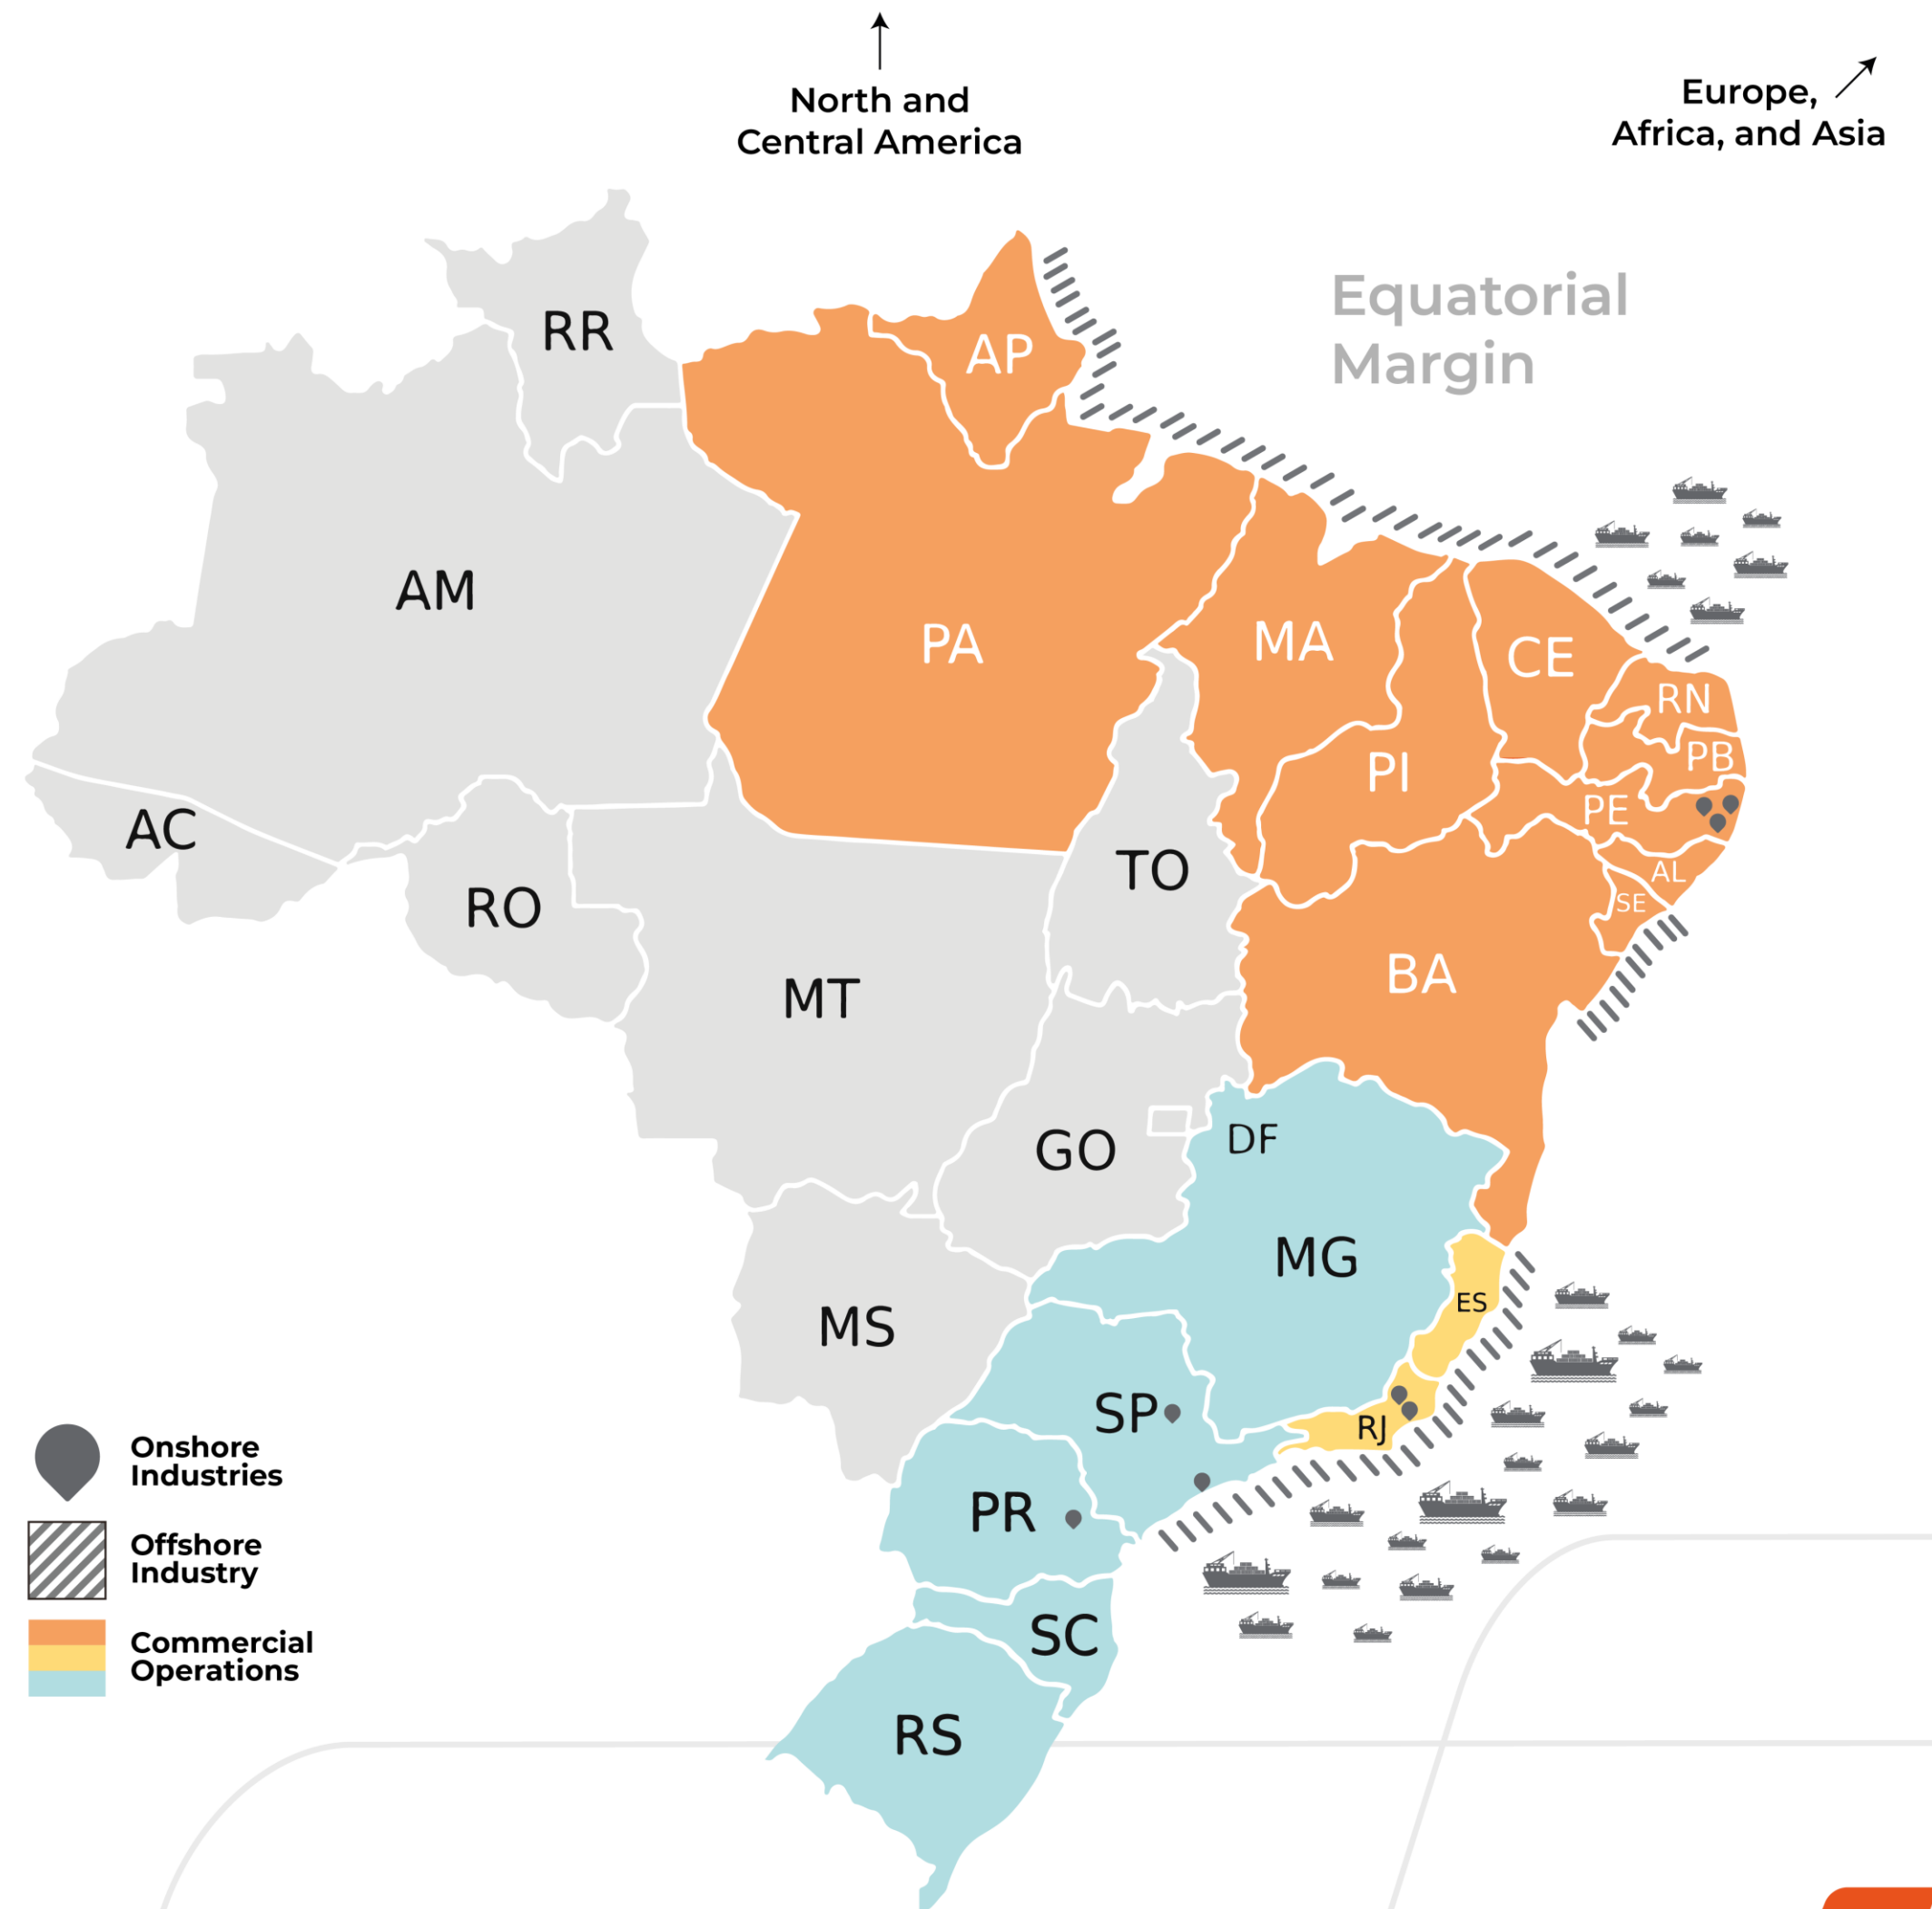 North and
Central America
Europe,
Africa, and Asia
Equatorial
Margin
RR
AP
AM
PA
MA
CE
RN
PI
PB
PE
AC
TO
AL
RO
SE
BA
MT
DF
GO
MG
ES
MS
SP
RJ
PR
SC
RS
Onshore
Industries
Offshore
Industry
Commercial
Operations